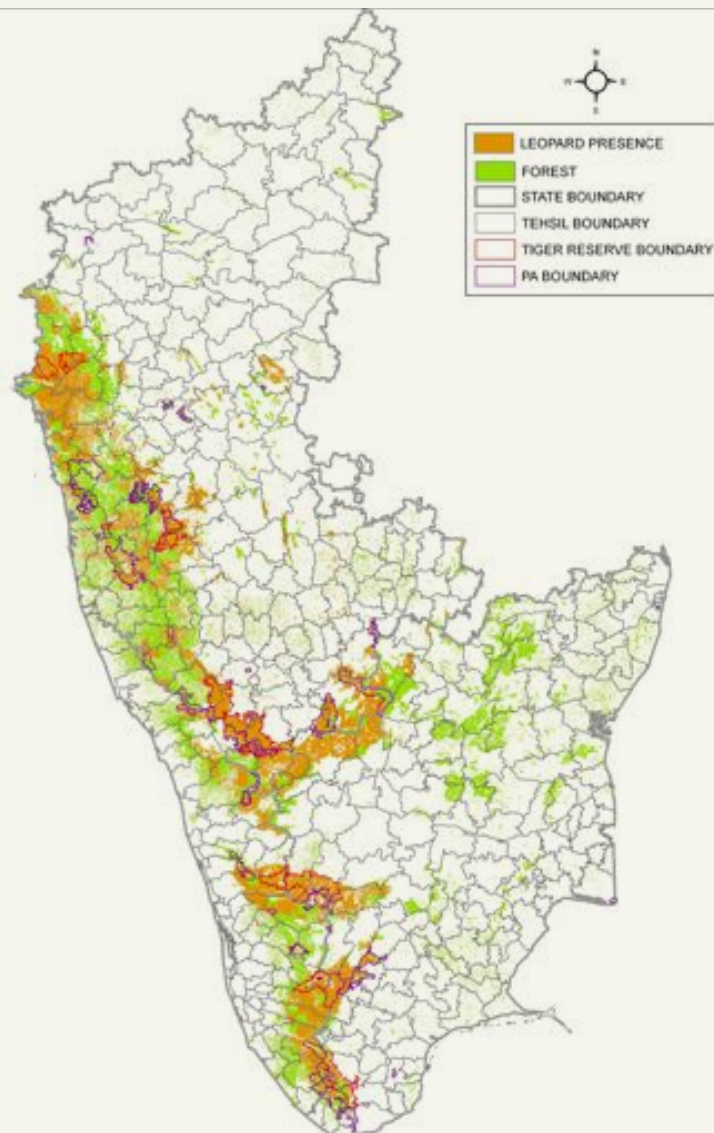 N
W E
S
LEOPARD PRESENCE
FOREST
STATE BOUNDARY
TEHSIL BOUNDARY
TIGER RESERVE BOUNDARY
PA BOUNDARY